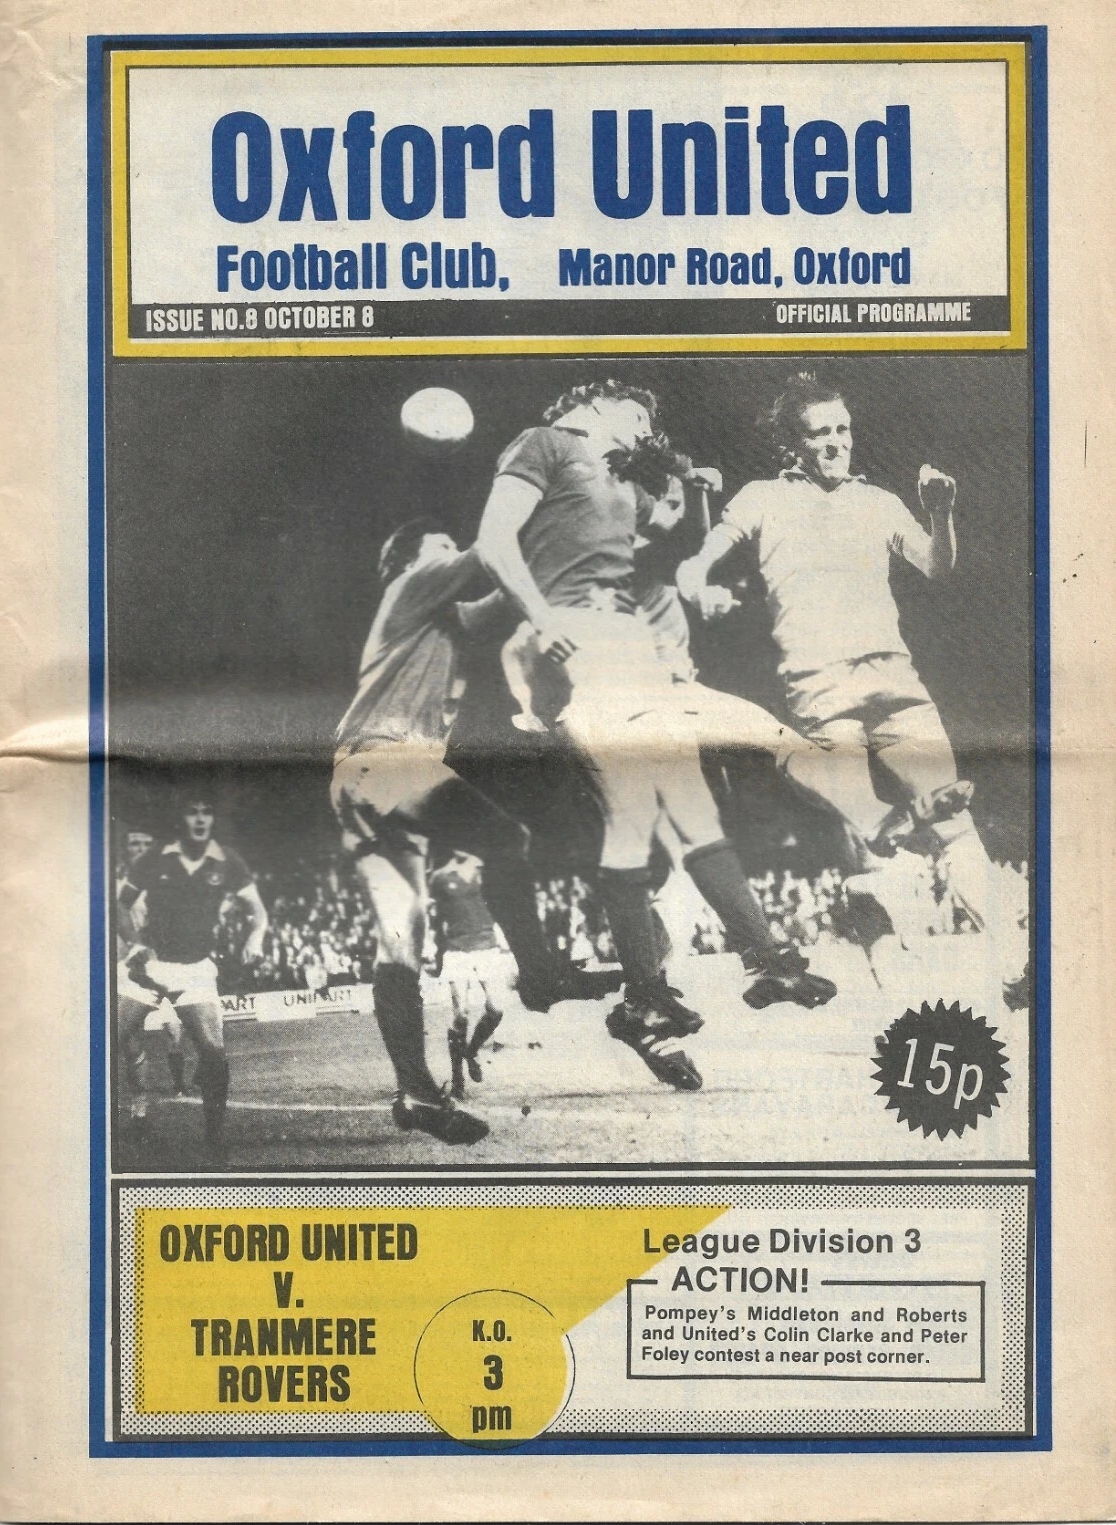 Oxford United
Football Club, Manor Road, Oxford
ISSUE NO.8 OCTOBER 8 OFFICIAL PROGRAMME
ART UNIPART
15p
OXFORD UNITED
V.
TRANMERE
ROVERS
K.O.
3
pm
League Division 3
ACTION!
Pompey's Middleton and Roberts
and United's Colin Clarke and Peter
Foley contest a near post corner.